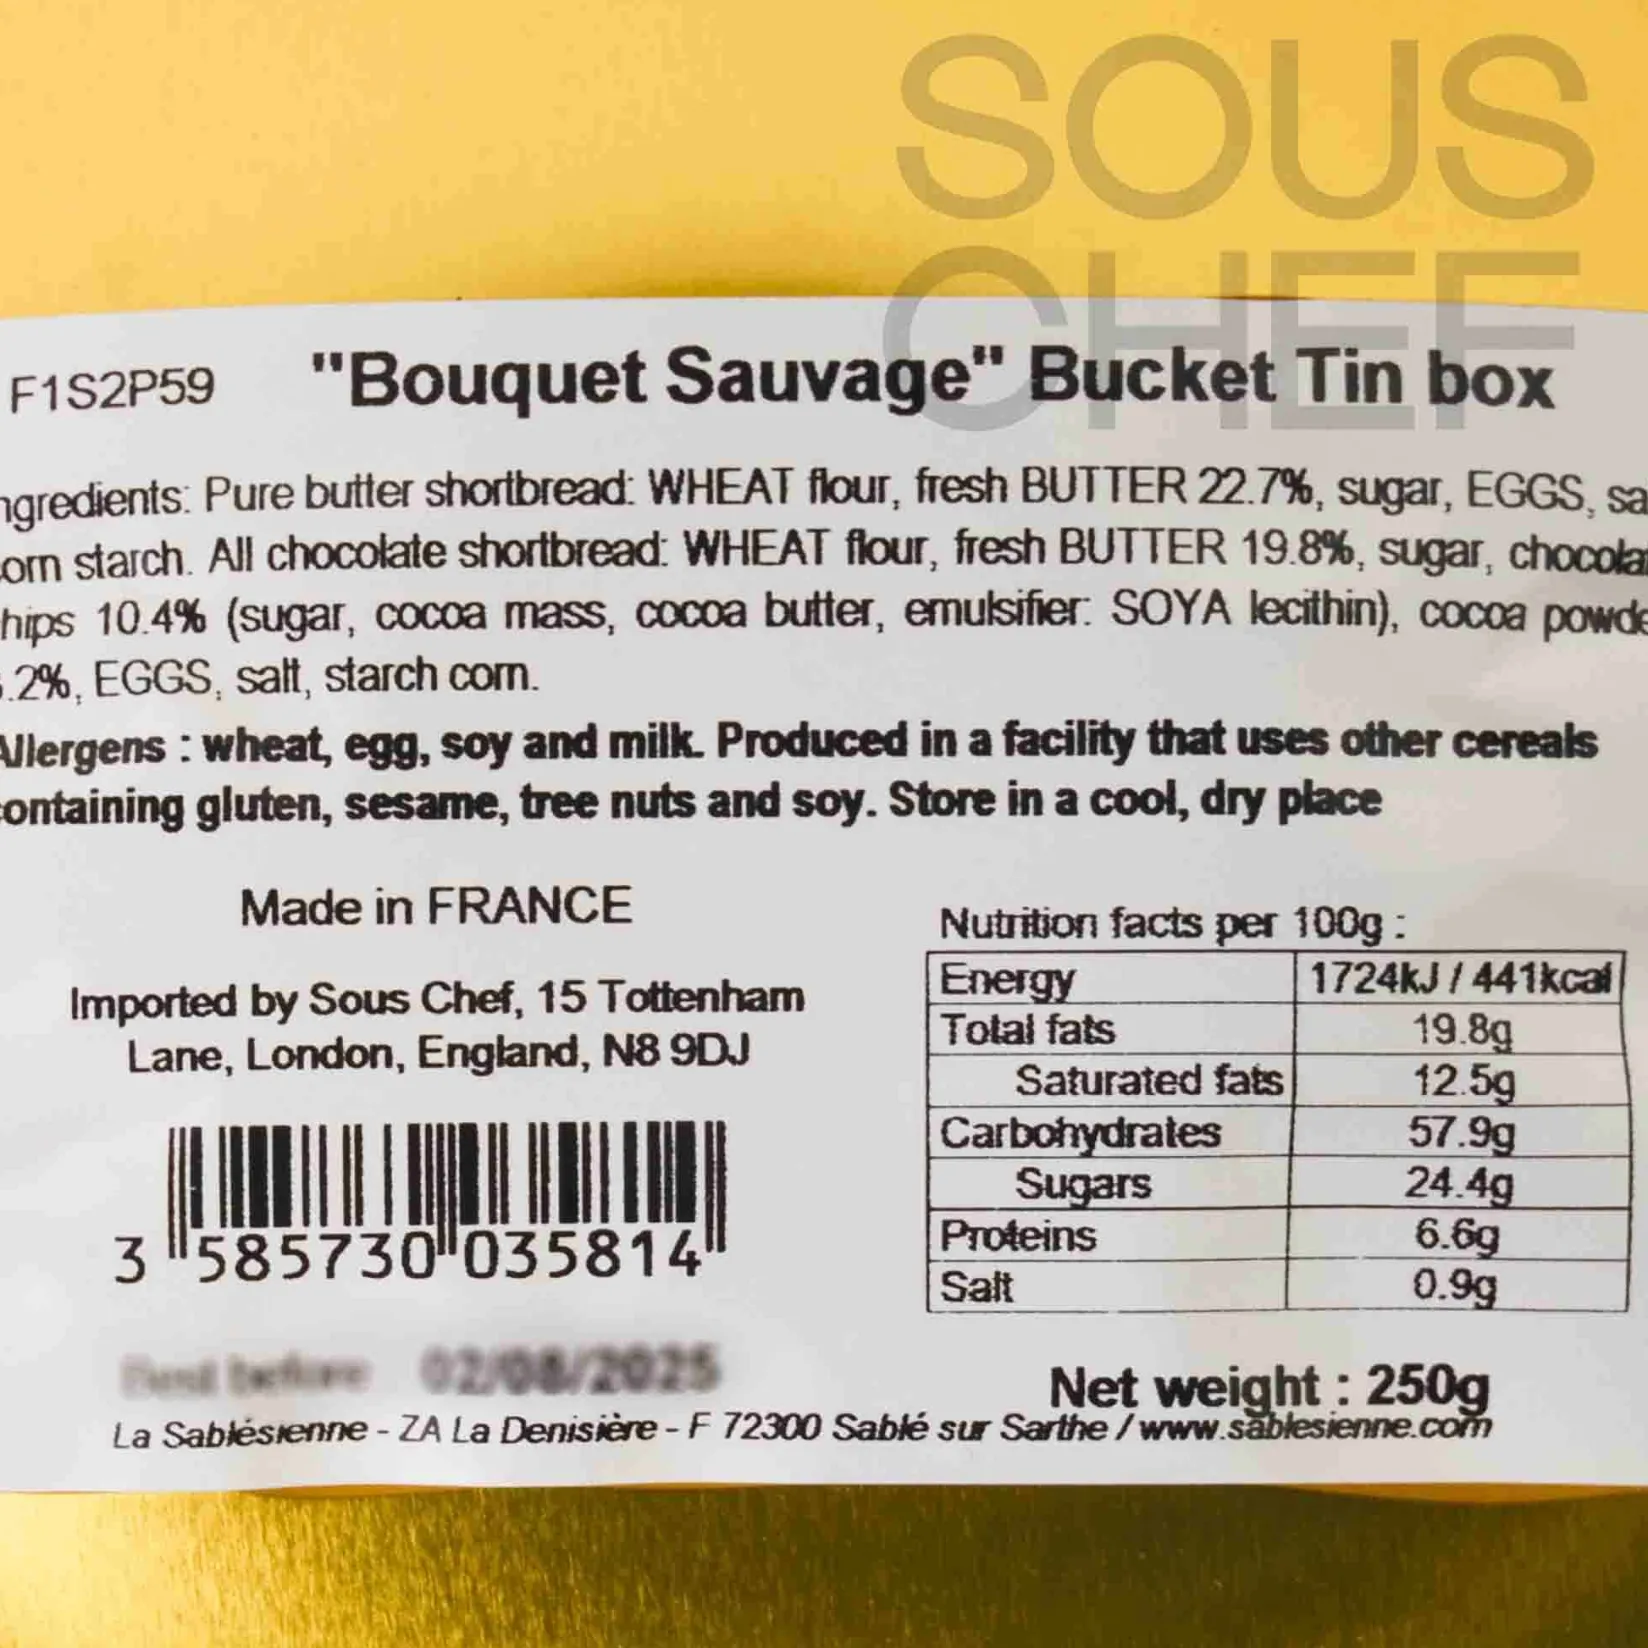 SOUS
CHEF
F1S2P59 "Bouquet Sauvage" Bucket Tin box
ngredients: Pure butter shortbread: WHEAT flour, fresh BUTTER 22.7%, sugar, EGGS, sa
orn starch. All chocolate shortbread: WHEAT flour, fresh BUTTER 19.8%, sugar, chocola
hips 10.4% (sugar, cocoa mass, cocoa butter, emulsifier: SOYA lecithin), cocoa powde
.2%, EGGS, salt, starch corn.
Allergens : wheat, egg, soy and milk. Produced in a facility that uses other cereals
ontaining gluten, sesame, tree nuts and soy. Store in a cool, dry place
Made in FRANCE
Imported by Sous Chef, 15 Tottenham
Lane, London, England, N8 9DJ
3 585730 035814
Best before 02/08/2025
Nutrition facts per 100g :
Energy 1724kJ / 441kcal
Total fats 19.8g
Saturated fats 12.5g
Carbohydrates 57.9g
Sugars 24.4g
Proteins 6.6g
Salt 0.9g
Net weight : 250g
La Sablésienne - ZA La Denisière - F 72300 Sablé sur Sarthe / www.sablesienne.com